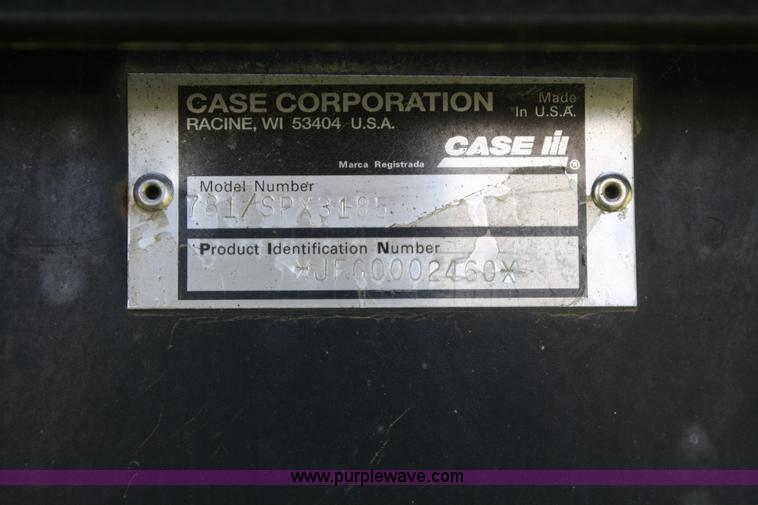 CASE CORPORATION
Made
In U.S.A.
RACINE, WI 53404 U.S.A.
CASE IH ®
Marca Registrada
Model Number
781/SPX3185
Product Identification Number
*JFG0002460*
www.purplewave.com